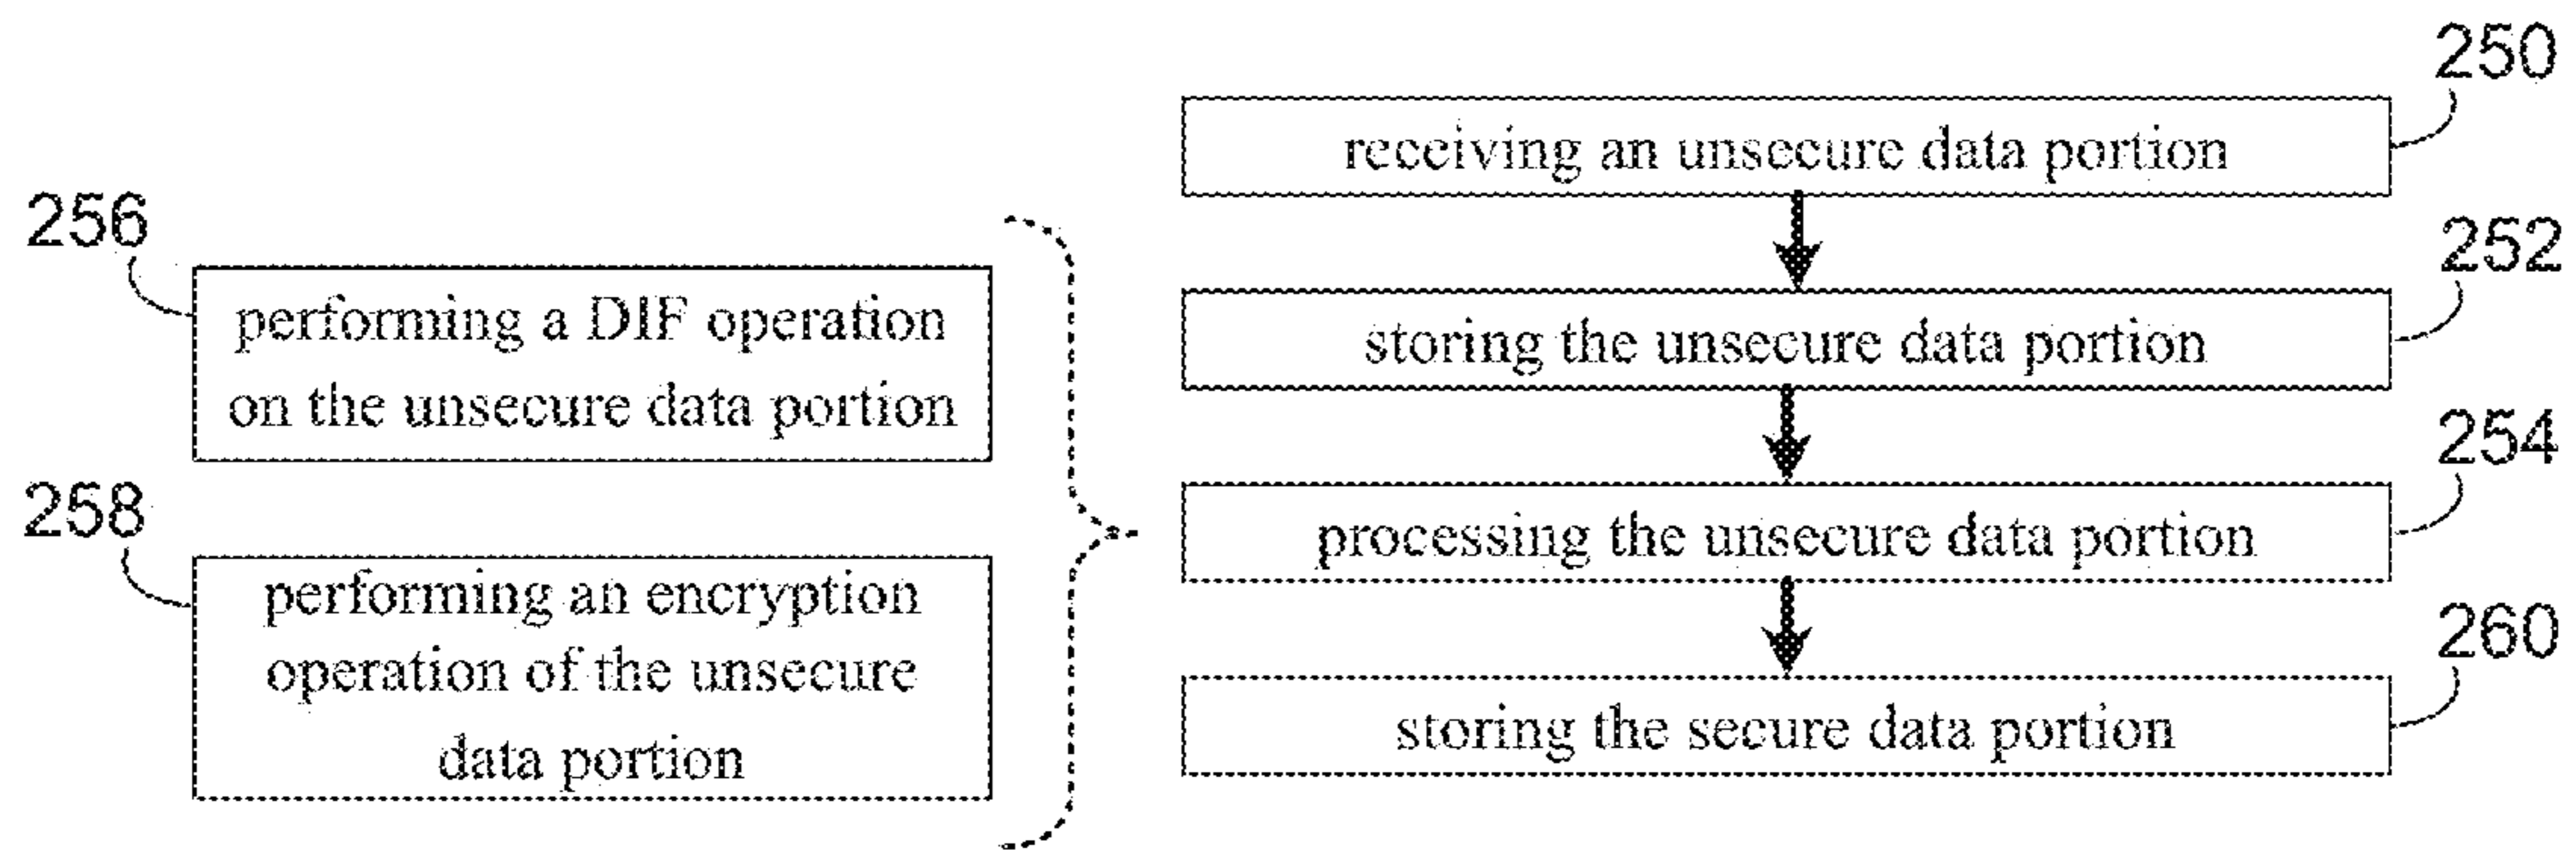 250
receiving an unsecure data portion
252
storing the unsecure data portion
254
processing the unsecure data portion
256
performing a DIF operation
on the unsecure data portion
258
performing an encryption
operation of the unsecure
data portion
260
storing the secure data portion